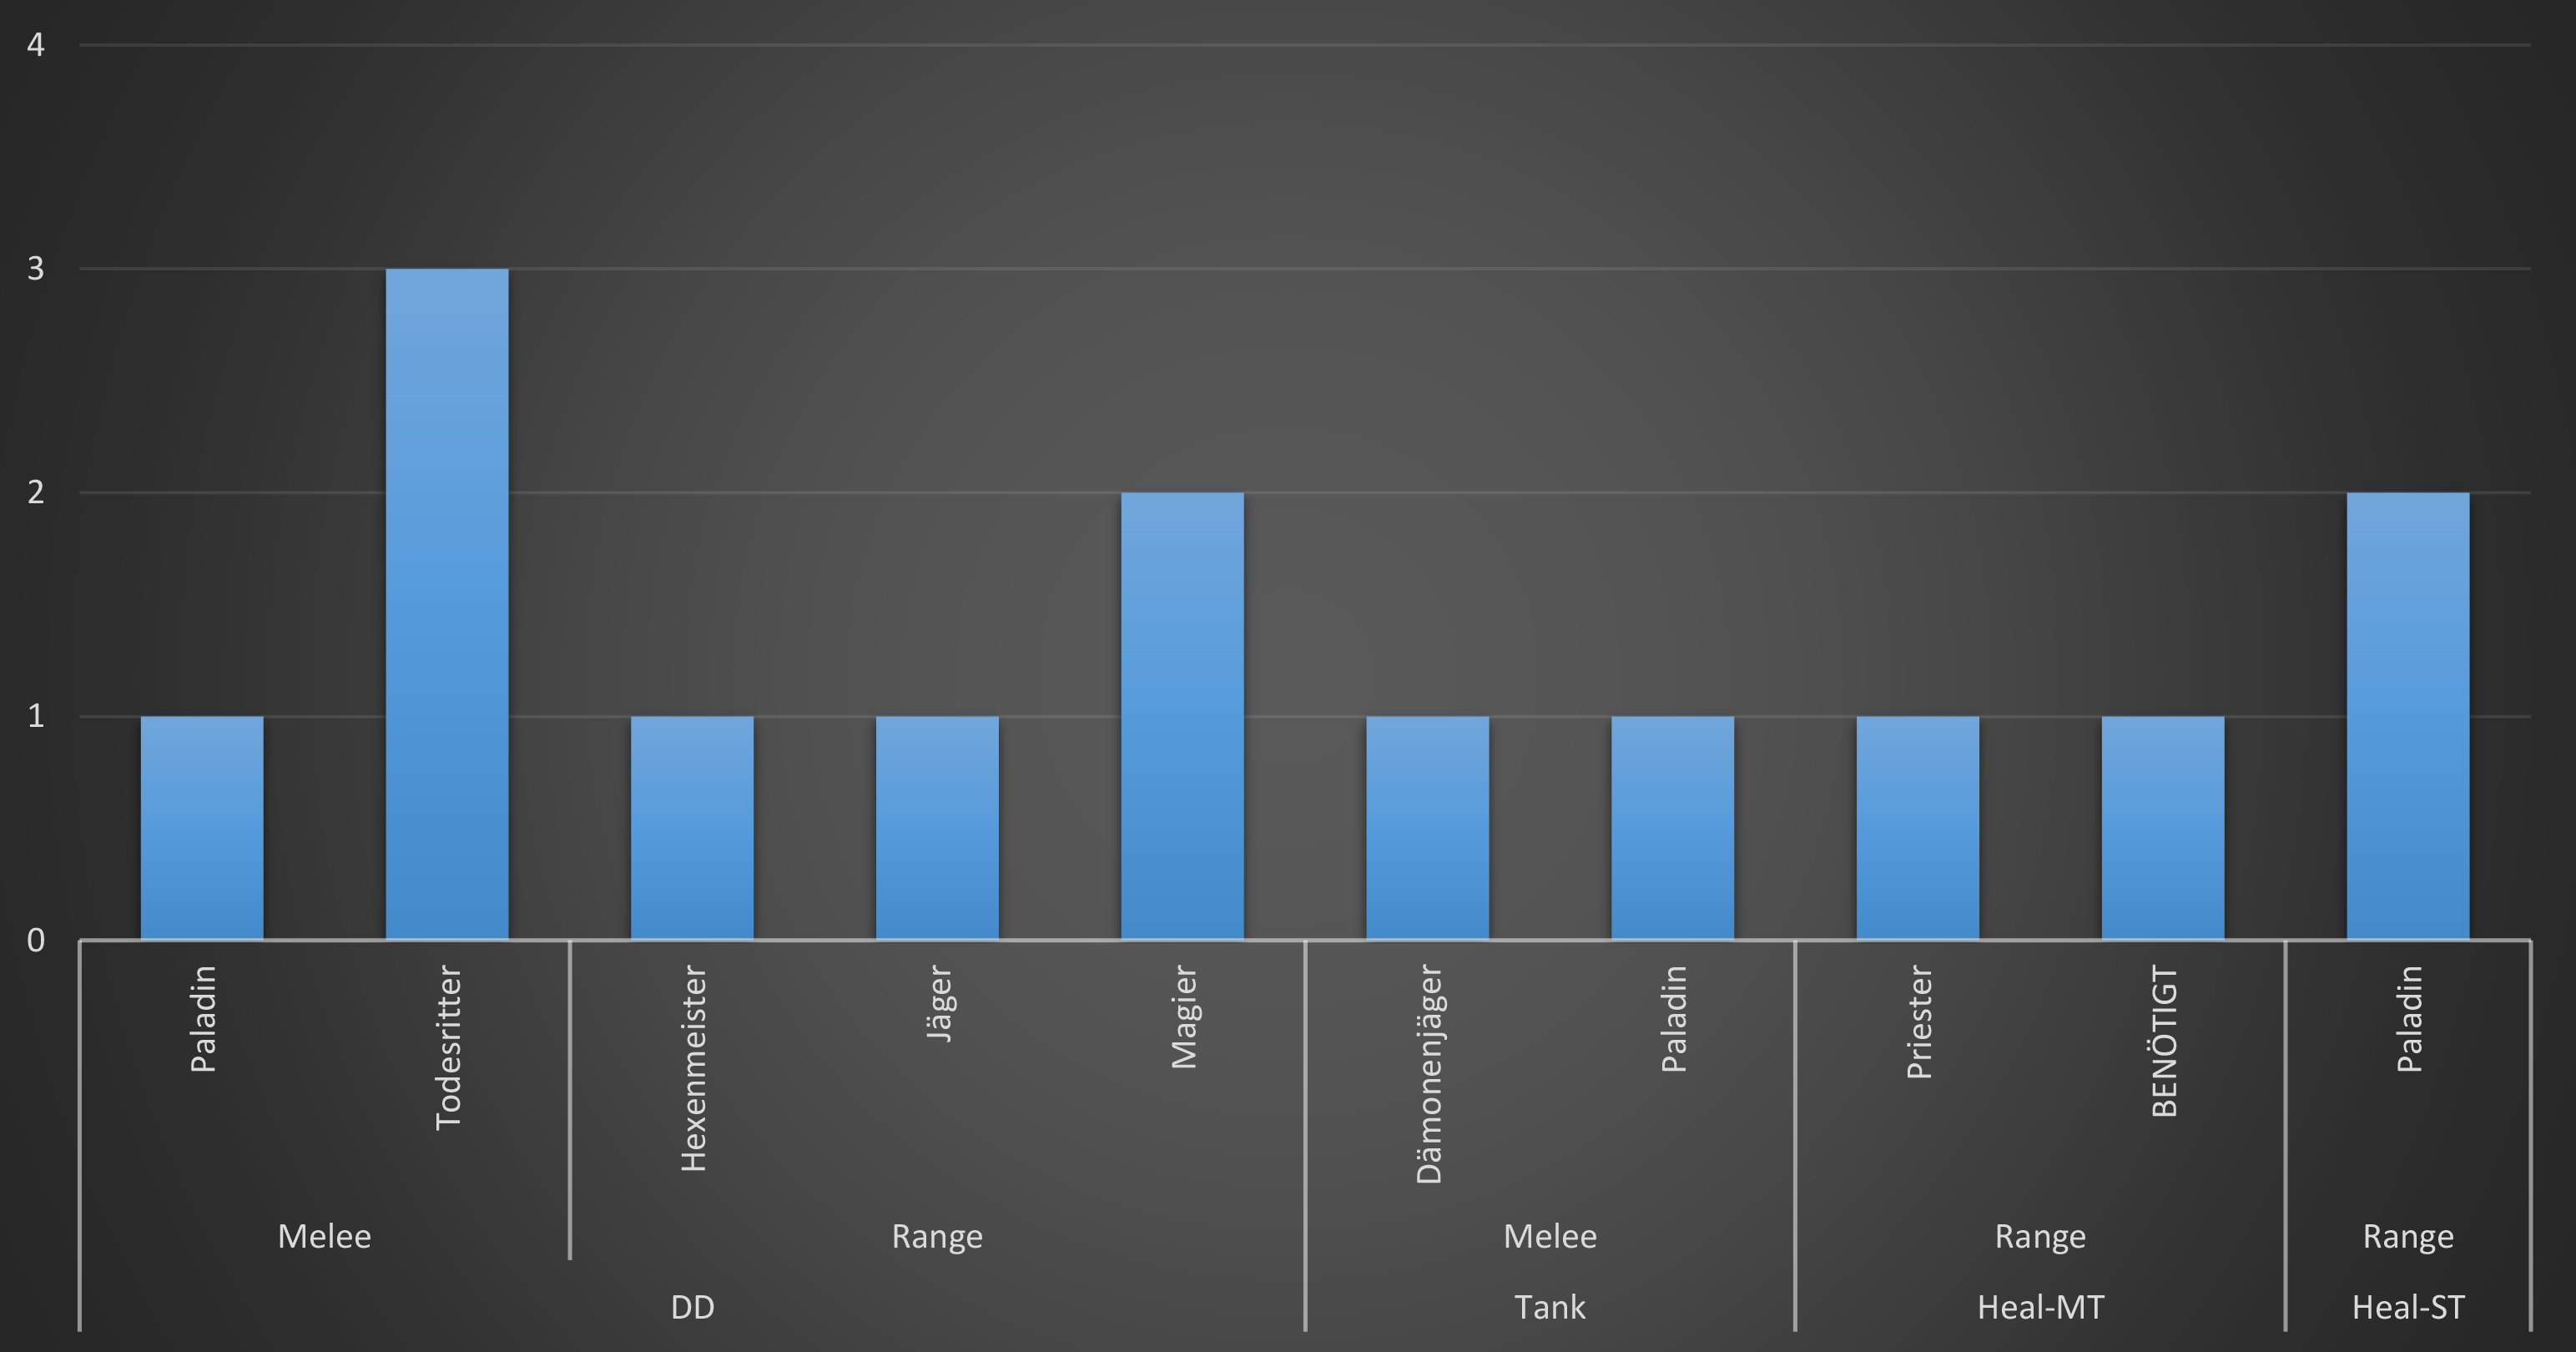 4
3
2
1
0
Paladin
Todesritter
Hexenmeister
Jäger
Magier
Dämonenjäger
Paladin
Priester
BENÖTIGT
Paladin
Melee
Range
Melee
Range
Range
DD
Tank
Heal-MT
Heal-ST